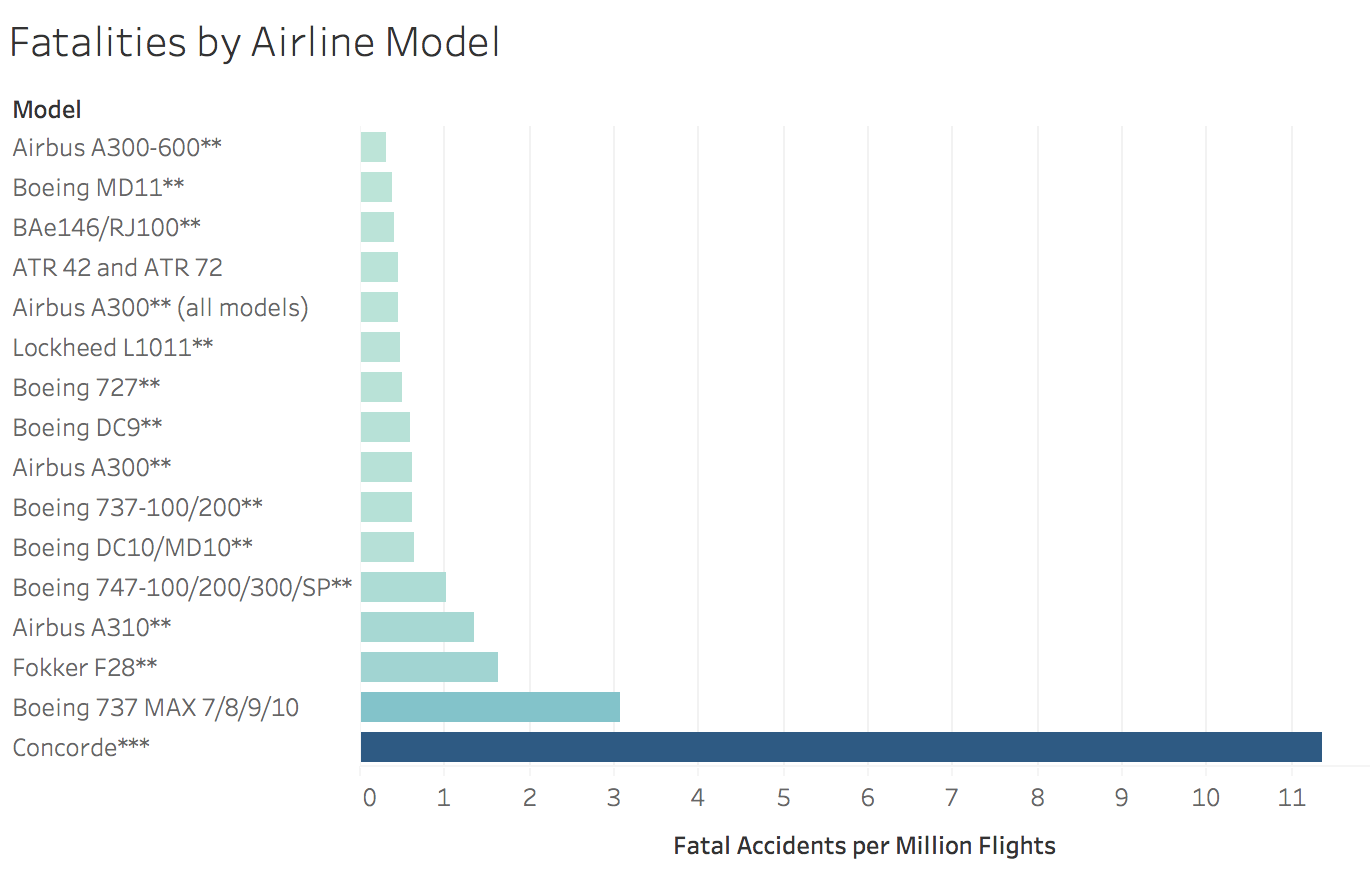 Fatalities by Airline Model
Model
Airbus A300-600**
Boeing MD11**
BAe146/RJ100**
ATR 42 and ATR 72
Airbus A300** (all models)
Lockheed L1011**
Boeing 727**
Boeing DC9**
Airbus A300**
Boeing 737-100/200**
Boeing DC10/MD10**
Boeing 747-100/200/300/SP**
Airbus A310**
Fokker F28**
Boeing 737 MAX 7/8/9/10
Concorde***
0 1 2 3 4 5 6 7 8 9 10 11
Fatal Accidents per Million Flights